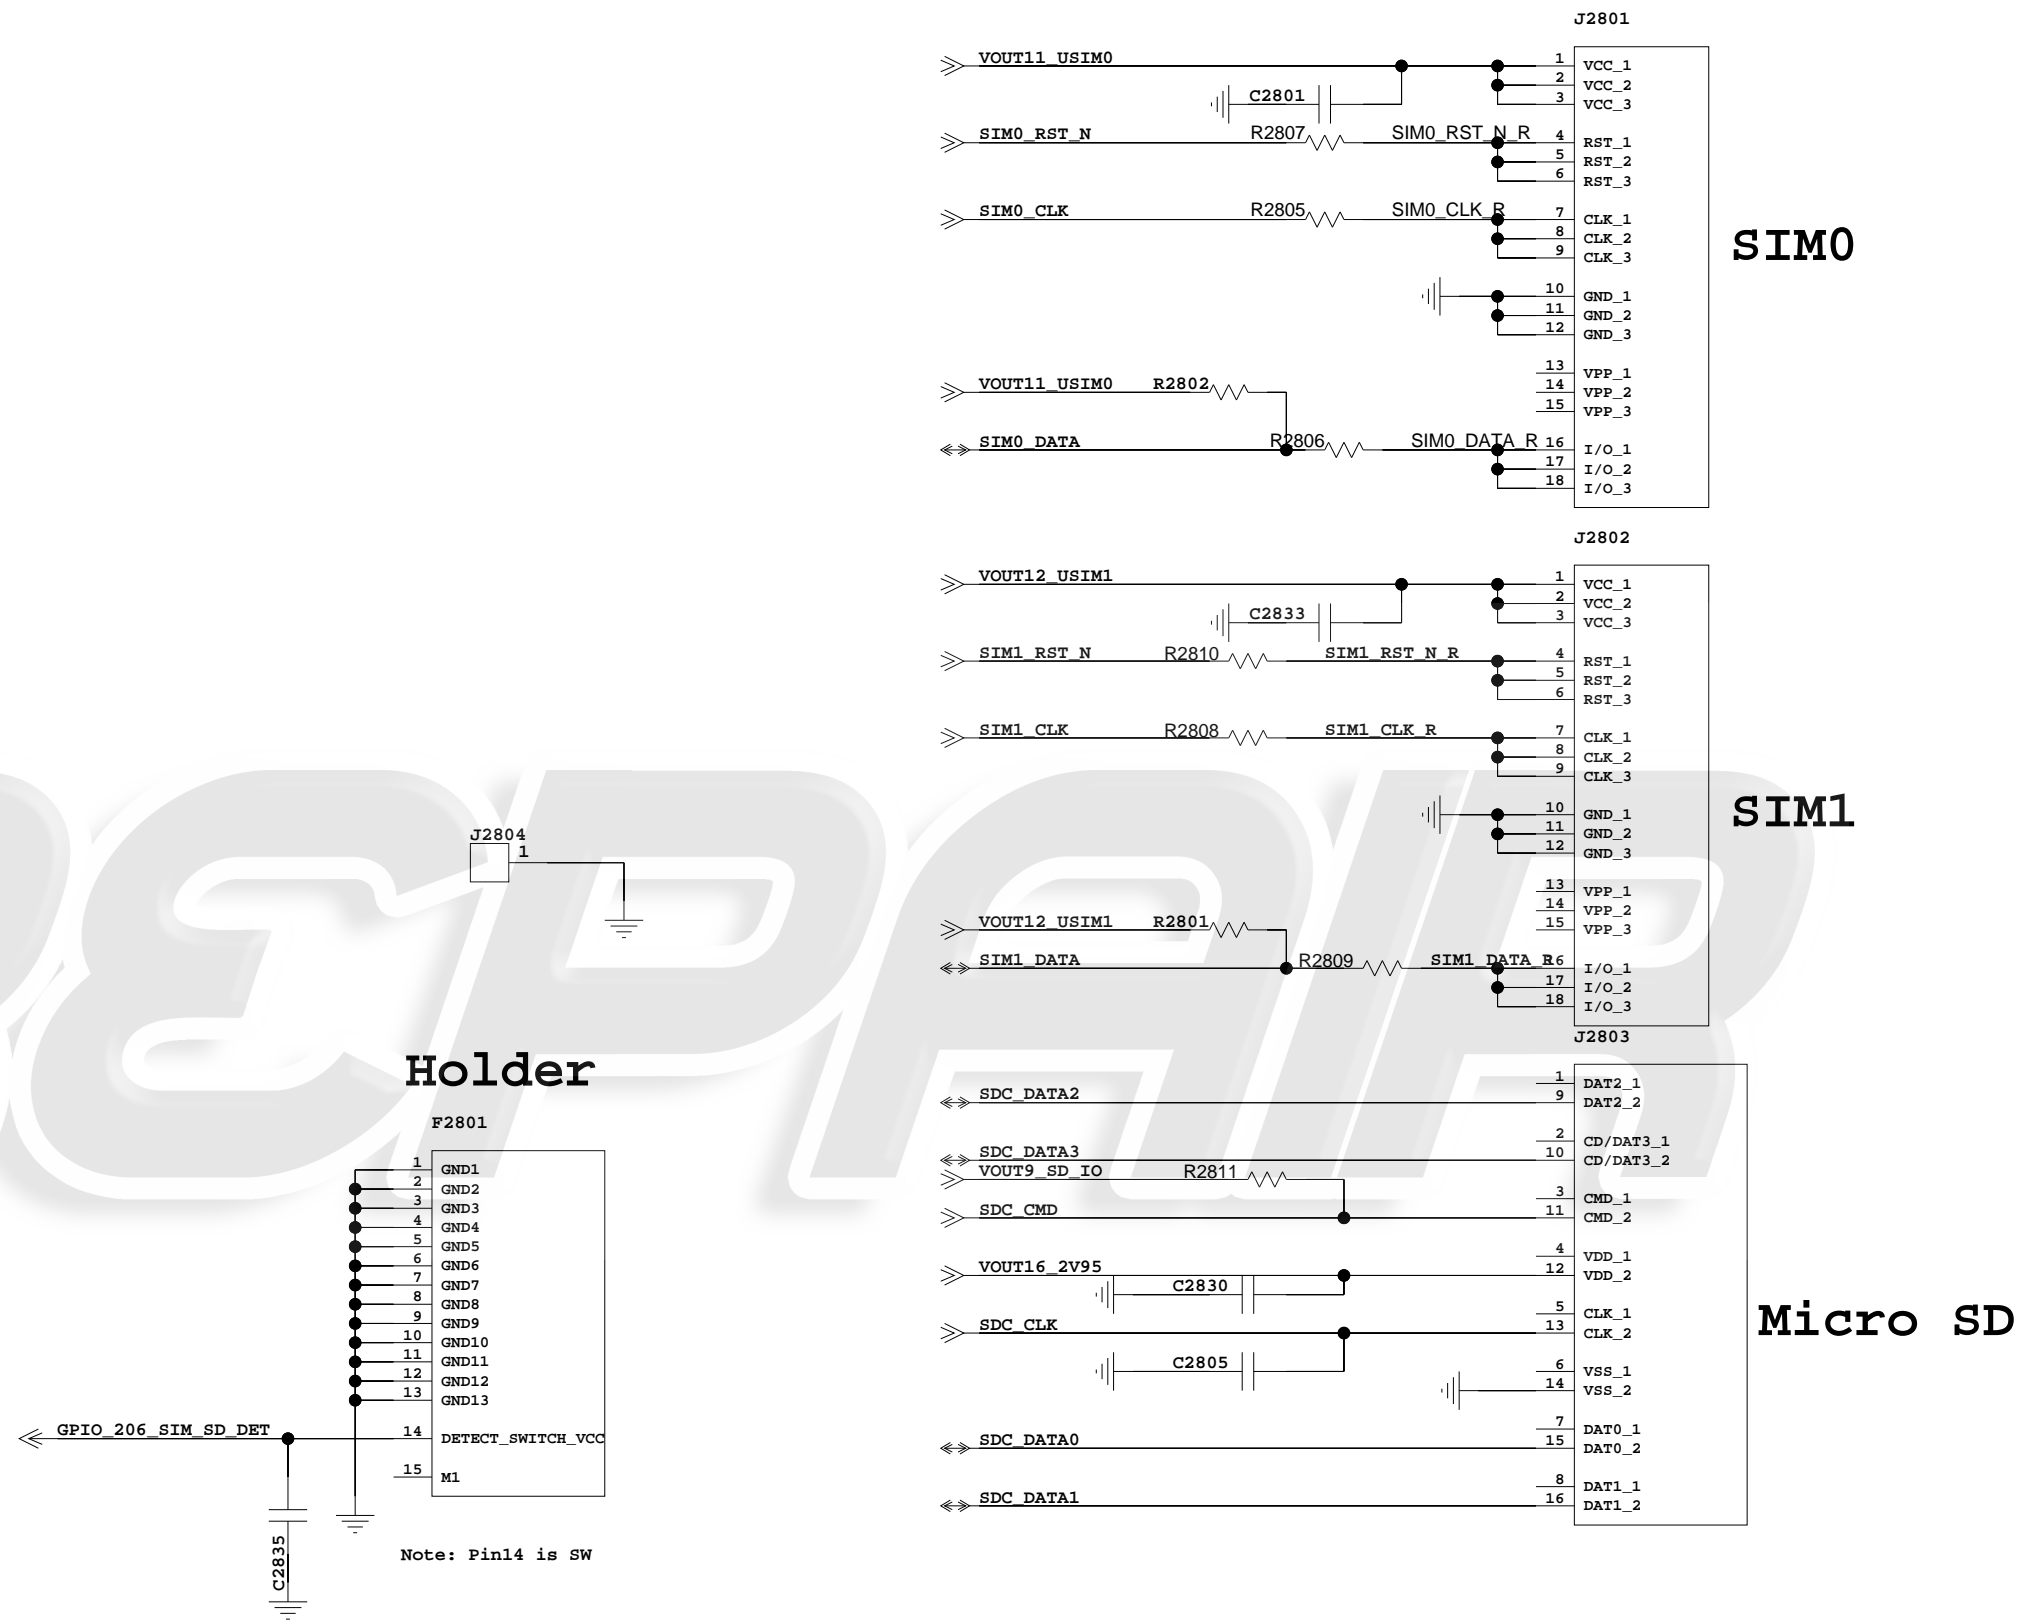 J2801
VOUT11_USIM0 1 VCC_1
2 VCC_2
C2801 3 VCC_3
SIM0_RST_N R2807 SIM0_RST_N_R 4 RST_1
5 RST_2
6 RST_3
SIM0_CLK R2805 SIM0_CLK_R 7 CLK_1
8 CLK_2
9 CLK_3
SIM0
10 GND_1
11 GND_2
12 GND_3
13 VPP_1
VOUT11_USIM0 R2802 14 VPP_2
15 VPP_3
SIM0_DATA R2806 SIM0_DATA_R 16 I/O_1
17 I/O_2
18 I/O_3
J2802
VOUT12_USIM1 1 VCC_1
2 VCC_2
C2833 3 VCC_3
SIM1_RST_N R2810 SIM1_RST_N_R 4 RST_1
5 RST_2
6 RST_3
SIM1_CLK R2808 SIM1_CLK_R 7 CLK_1
8 CLK_2
9 CLK_3
SIM1
10 GND_1
11 GND_2
12 GND_3
13 VPP_1
14 VPP_2
VOUT12_USIM1 R2801 15 VPP_3
SIM1_DATA R2809 SIM1_DATA_R 16 I/O_1
17 I/O_2
18 I/O_3
J2804
1
J2803
1 DAT2_1
SDC_DATA2 9 DAT2_2
2 CD/DAT3_1
SDC_DATA3 10 CD/DAT3_2
VOUT9_SD_IO R2811
3 CMD_1
SDC_CMD 11 CMD_2
4 VDD_1
VOUT16_2V95 12 VDD_2
C2830
5 CLK_1
SDC_CLK 13 CLK_2
Micro SD
C2805 6 VSS_1
14 VSS_2
7 DAT0_1
SDC_DATA0 15 DAT0_2
8 DAT1_1
SDC_DATA1 16 DAT1_2
Holder
F2801
1 GND1
2 GND2
3 GND3
4 GND4
5 GND5
6 GND6
7 GND7
8 GND8
9 GND9
10 GND10
11 GND11
12 GND12
13 GND13
GPIO_206_SIM_SD_DET 14 DETECT_SWITCH_VCC
15 M1
C2835
Note: Pin14 is SW
REPAIR